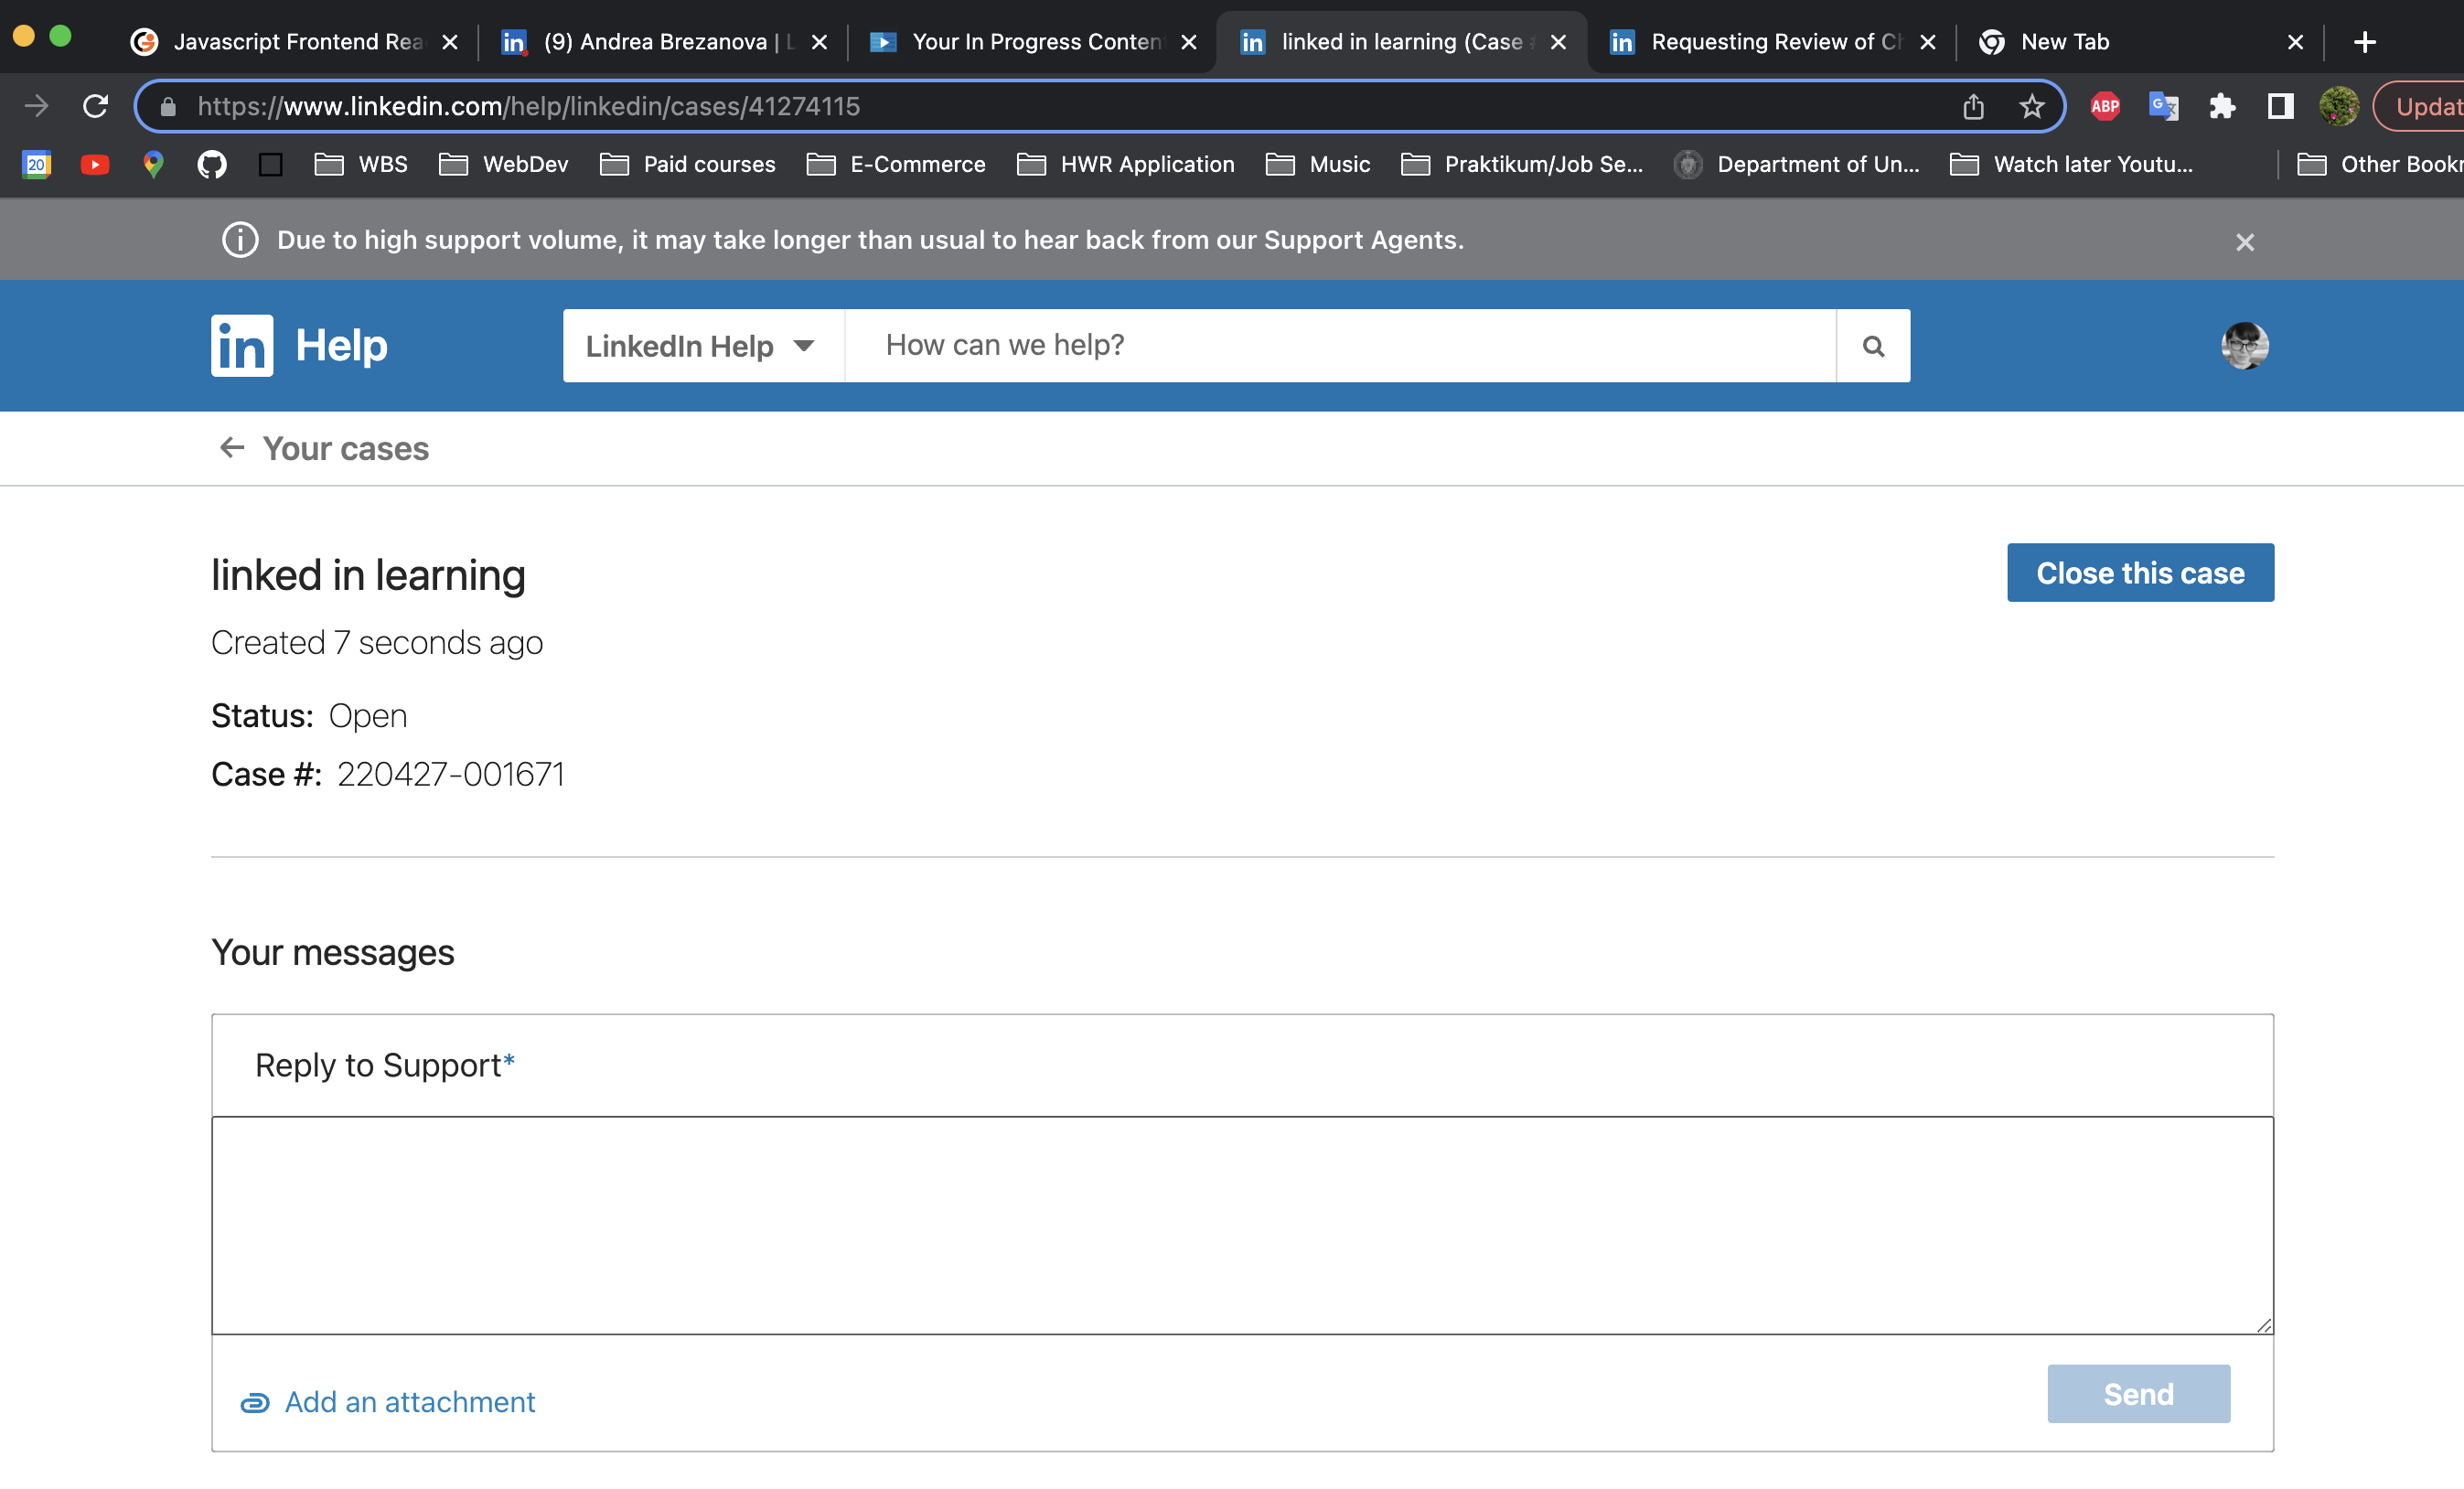 Javascript Frontend Rea
(9) Andrea Brezanova | L
Your In Progress Conten
linked in learning (Case #
Requesting Review of Ch
New Tab
https://www.linkedin.com/help/linkedin/cases/41274115
ABP
Updat
20
WBS
WebDev
Paid courses
E-Commerce
HWR Application
Music
Praktikum/Job Se...
Department of Un...
Watch later Youtu...
Other Bookr
Due to high support volume, it may take longer than usual to hear back from our Support Agents.
in Help
LinkedIn Help
How can we help?
Your cases
linked in learning
Close this case
Created 7 seconds ago
Status: Open
Case #: 220427-001671
Your messages
Reply to Support*
Add an attachment
Send